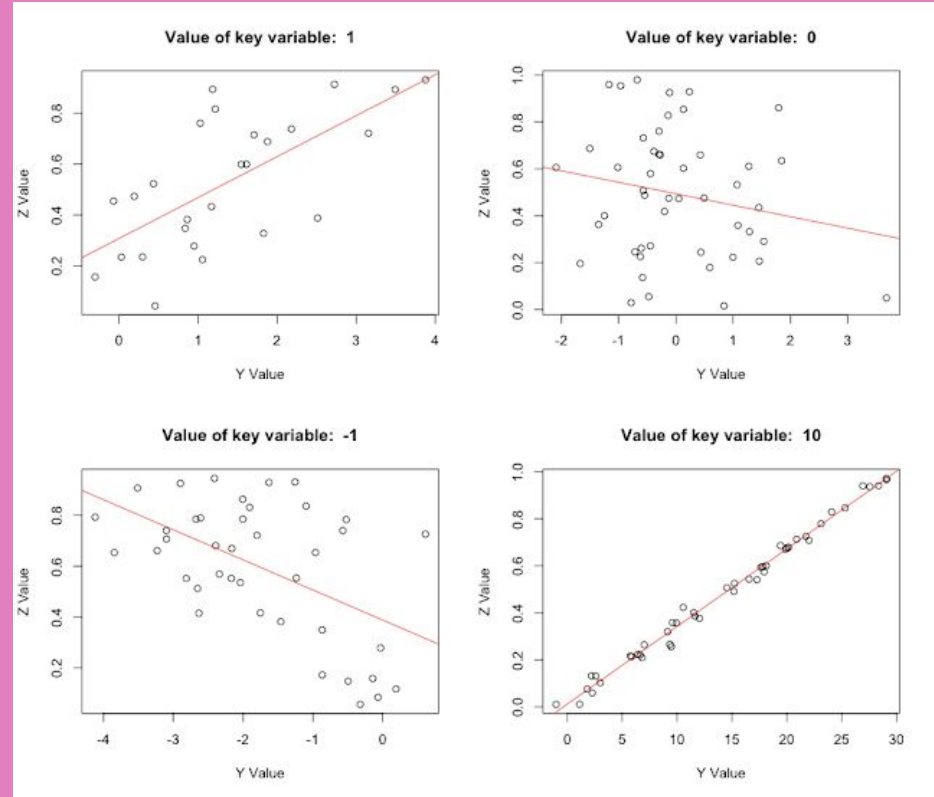 Value of key variable: 1
0.8
0.6
0.4
0.2
Z Value
0 1 2 3 4
Y Value
Value of key variable: 0
1.0
0.8
0.6
0.4
0.2
0.0
Z Value
-2 -1 0 1 2 3
Y Value
Value of key variable: -1
0.8
0.6
0.4
0.2
Z Value
-4 -3 -2 -1 0
Y Value
Value of key variable: 10
1.0
0.8
0.6
0.4
0.2
0.0
Z Value
0 5 10 15 20 25 30
Y Value